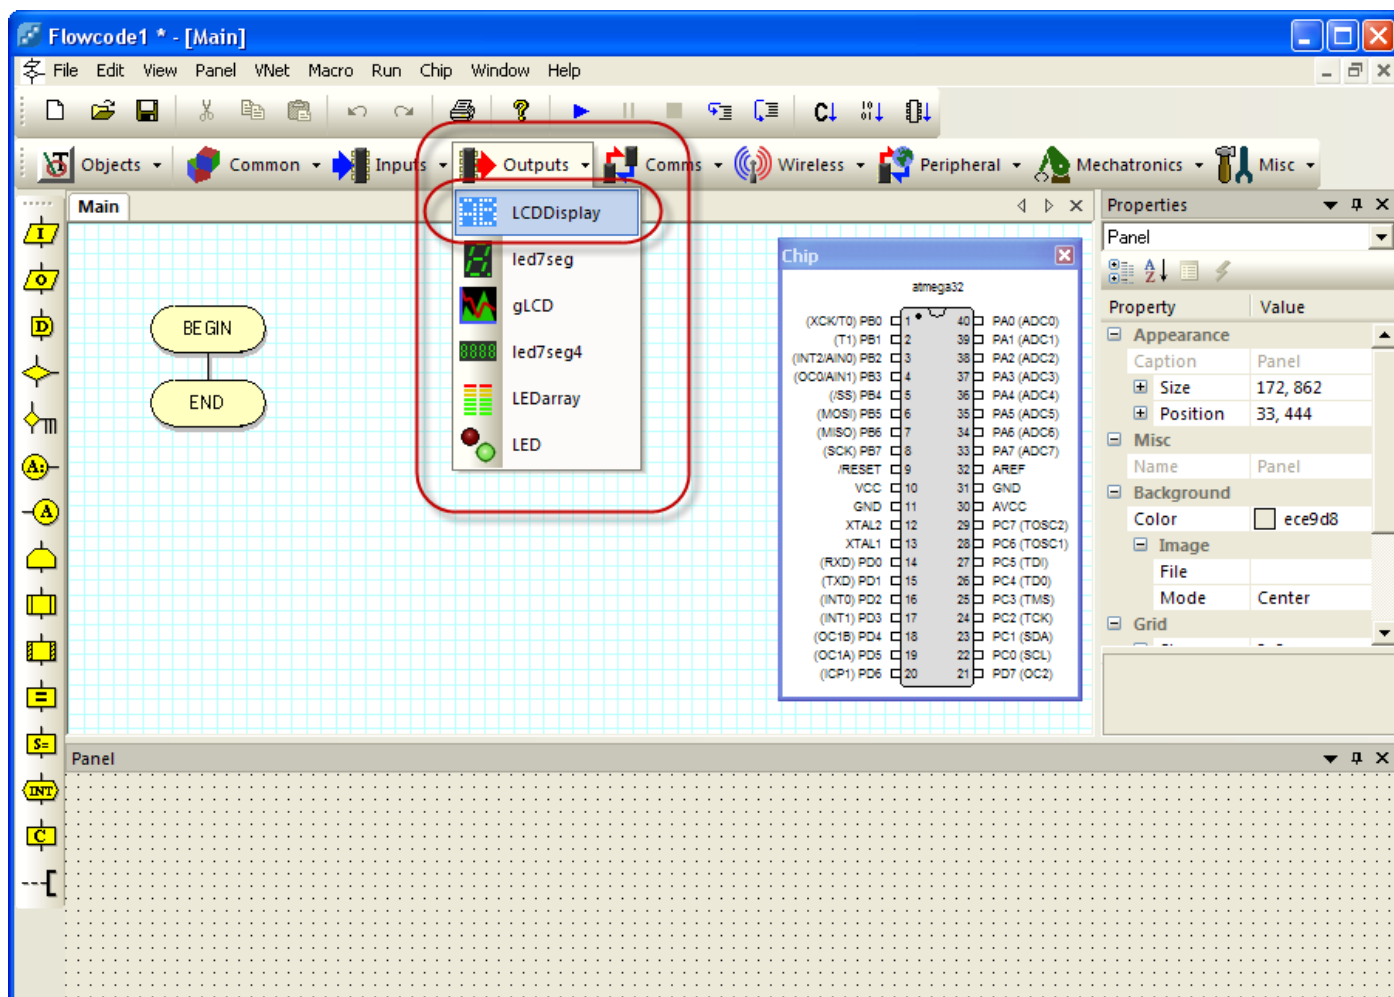 Flowcode1 * - [Main]
File Edit View Panel VNet Macro Run Chip Window Help
Objects Common Inputs Outputs Comms Wireless Peripheral Mechatronics Misc
Main
LCDDisplay
led7seg
gLCD
led7seg4
LEDarray
LED
BEGIN
END
I
O
D
A:
A
=
S=
INT
C
Chip
atmega32
(XCK/T0) PB0 1 40 PA0 (ADC0)
(T1) PB1 2 39 PA1 (ADC1)
(INT2/AIN0) PB2 3 38 PA2 (ADC2)
(OC0/AIN1) PB3 4 37 PA3 (ADC3)
(/SS) PB4 5 36 PA4 (ADC4)
(MOSI) PB5 6 35 PA5 (ADC5)
(MISO) PB6 7 34 PA6 (ADC6)
(SCK) PB7 8 33 PA7 (ADC7)
/RESET 9 32 AREF
VCC 10 31 GND
GND 11 30 AVCC
XTAL2 12 29 PC7 (TOSC2)
XTAL1 13 28 PC6 (TOSC1)
(RXD) PD0 14 27 PC5 (TDI)
(TXD) PD1 15 26 PC4 (TD0)
(INT0) PD2 16 25 PC3 (TMS)
(INT1) PD3 17 24 PC2 (TCK)
(OC1B) PD4 18 23 PC1 (SDA)
(OC1A) PD5 19 22 PC0 (SCL)
(ICP1) PD6 20 21 PD7 (OC2)
Properties
Panel
Property Value
Appearance
Caption Panel
Size 172, 862
Position 33, 444
Misc
Name Panel
Background
Color ece9d8
Image
File
Mode Center
Grid
Panel